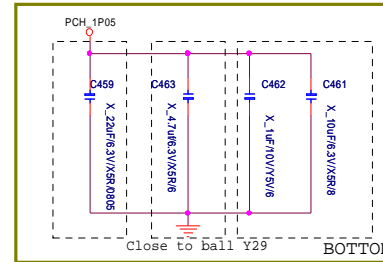 PCH_1P05
C459
C463
C462
C461
X_22uF/6.3V/X5R/0805
X_4.7uf/6.3V/X5R/6
X_1uF/10V/Y5V/6
X_10uF/6.3V/X5R/8
Close to ball Y29
BOTTO